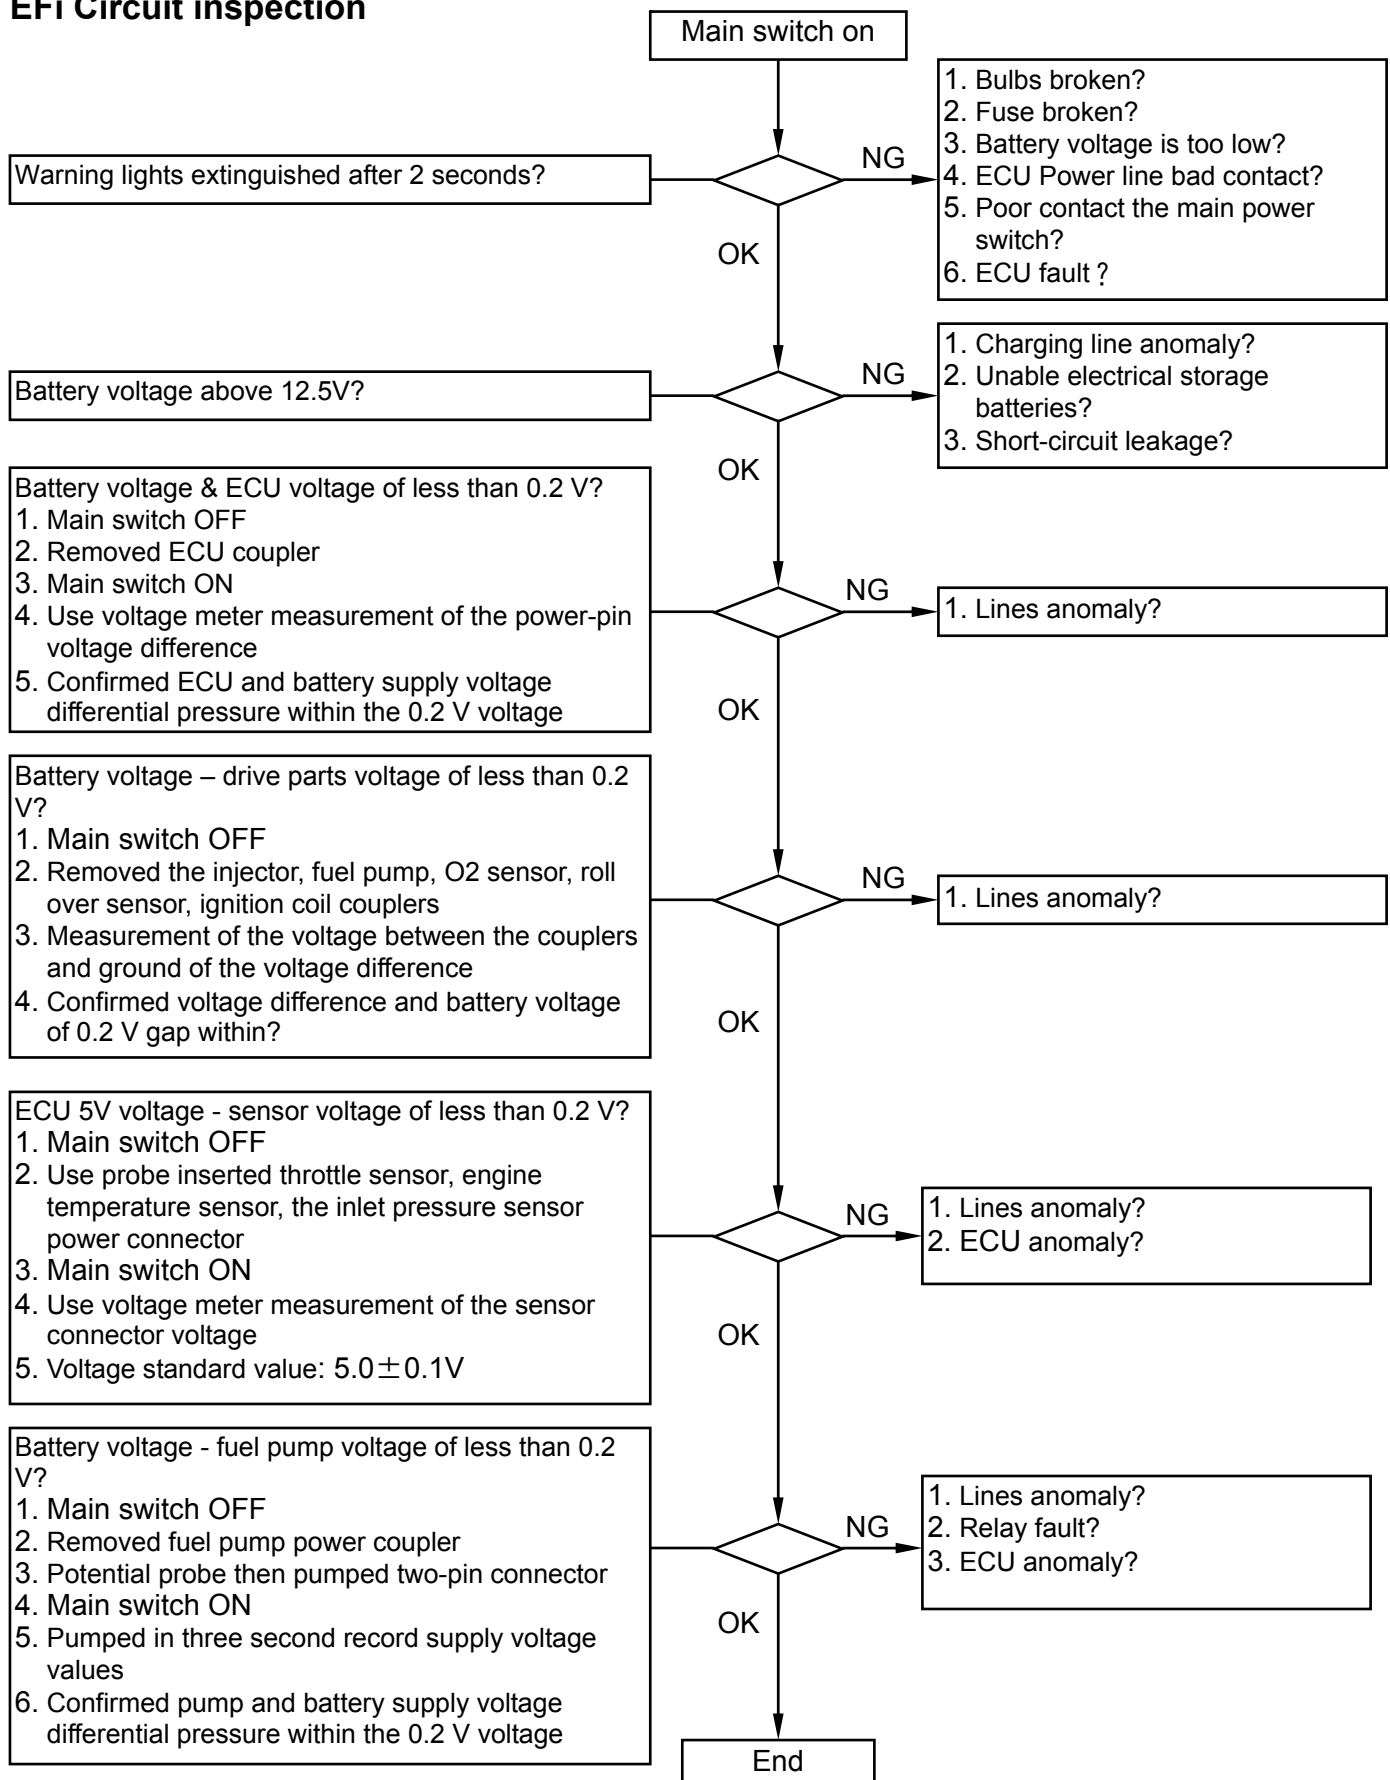 EFi Circuit inspection
Main switch on
Warning lights extinguished after 2 seconds?
NG
1. Bulbs broken?
2. Fuse broken?
3. Battery voltage is too low?
4. ECU Power line bad contact?
5. Poor contact the main power
switch?
6. ECU fault？
OK
Battery voltage above 12.5V?
NG
1. Charging line anomaly?
2. Unable electrical storage
batteries?
3. Short-circuit leakage?
OK
Battery voltage & ECU voltage of less than 0.2 V?
1. Main switch OFF
2. Removed ECU coupler
3. Main switch ON
4. Use voltage meter measurement of the power-pin
voltage difference
5. Confirmed ECU and battery supply voltage
differential pressure within the 0.2 V voltage
NG
1. Lines anomaly?
OK
Battery voltage – drive parts voltage of less than 0.2
V?
1. Main switch OFF
2. Removed the injector, fuel pump, O2 sensor, roll
over sensor, ignition coil couplers
3. Measurement of the voltage between the couplers
and ground of the voltage difference
4. Confirmed voltage difference and battery voltage
of 0.2 V gap within?
NG
1. Lines anomaly?
OK
ECU 5V voltage - sensor voltage of less than 0.2 V?
1. Main switch OFF
2. Use probe inserted throttle sensor, engine
temperature sensor, the inlet pressure sensor
power connector
3. Main switch ON
4. Use voltage meter measurement of the sensor
connector voltage
5. Voltage standard value: 5.0±0.1V
NG
1. Lines anomaly?
2. ECU anomaly?
OK
Battery voltage - fuel pump voltage of less than 0.2
V?
1. Main switch OFF
2. Removed fuel pump power coupler
3. Potential probe then pumped two-pin connector
4. Main switch ON
5. Pumped in three second record supply voltage
values
6. Confirmed pump and battery supply voltage
differential pressure within the 0.2 V voltage
NG
1. Lines anomaly?
2. Relay fault?
3. ECU anomaly?
OK
End